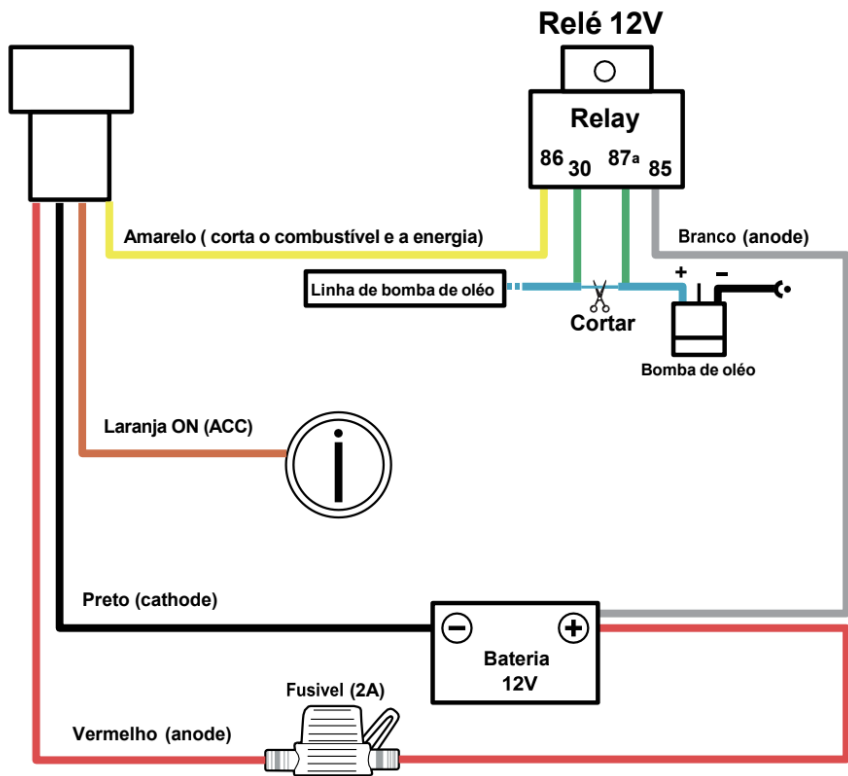 Relé 12V
Relay
86 30 87a 85
Amarelo ( corta o combustível e a energia)
Branco (anode)
Linha de bomba de oléo
+ −
Cortar
Bomba de oléo
Laranja ON (ACC)
Preto (cathode)
− +
Bateria
12V
Fusivel (2A)
Vermelho (anode)